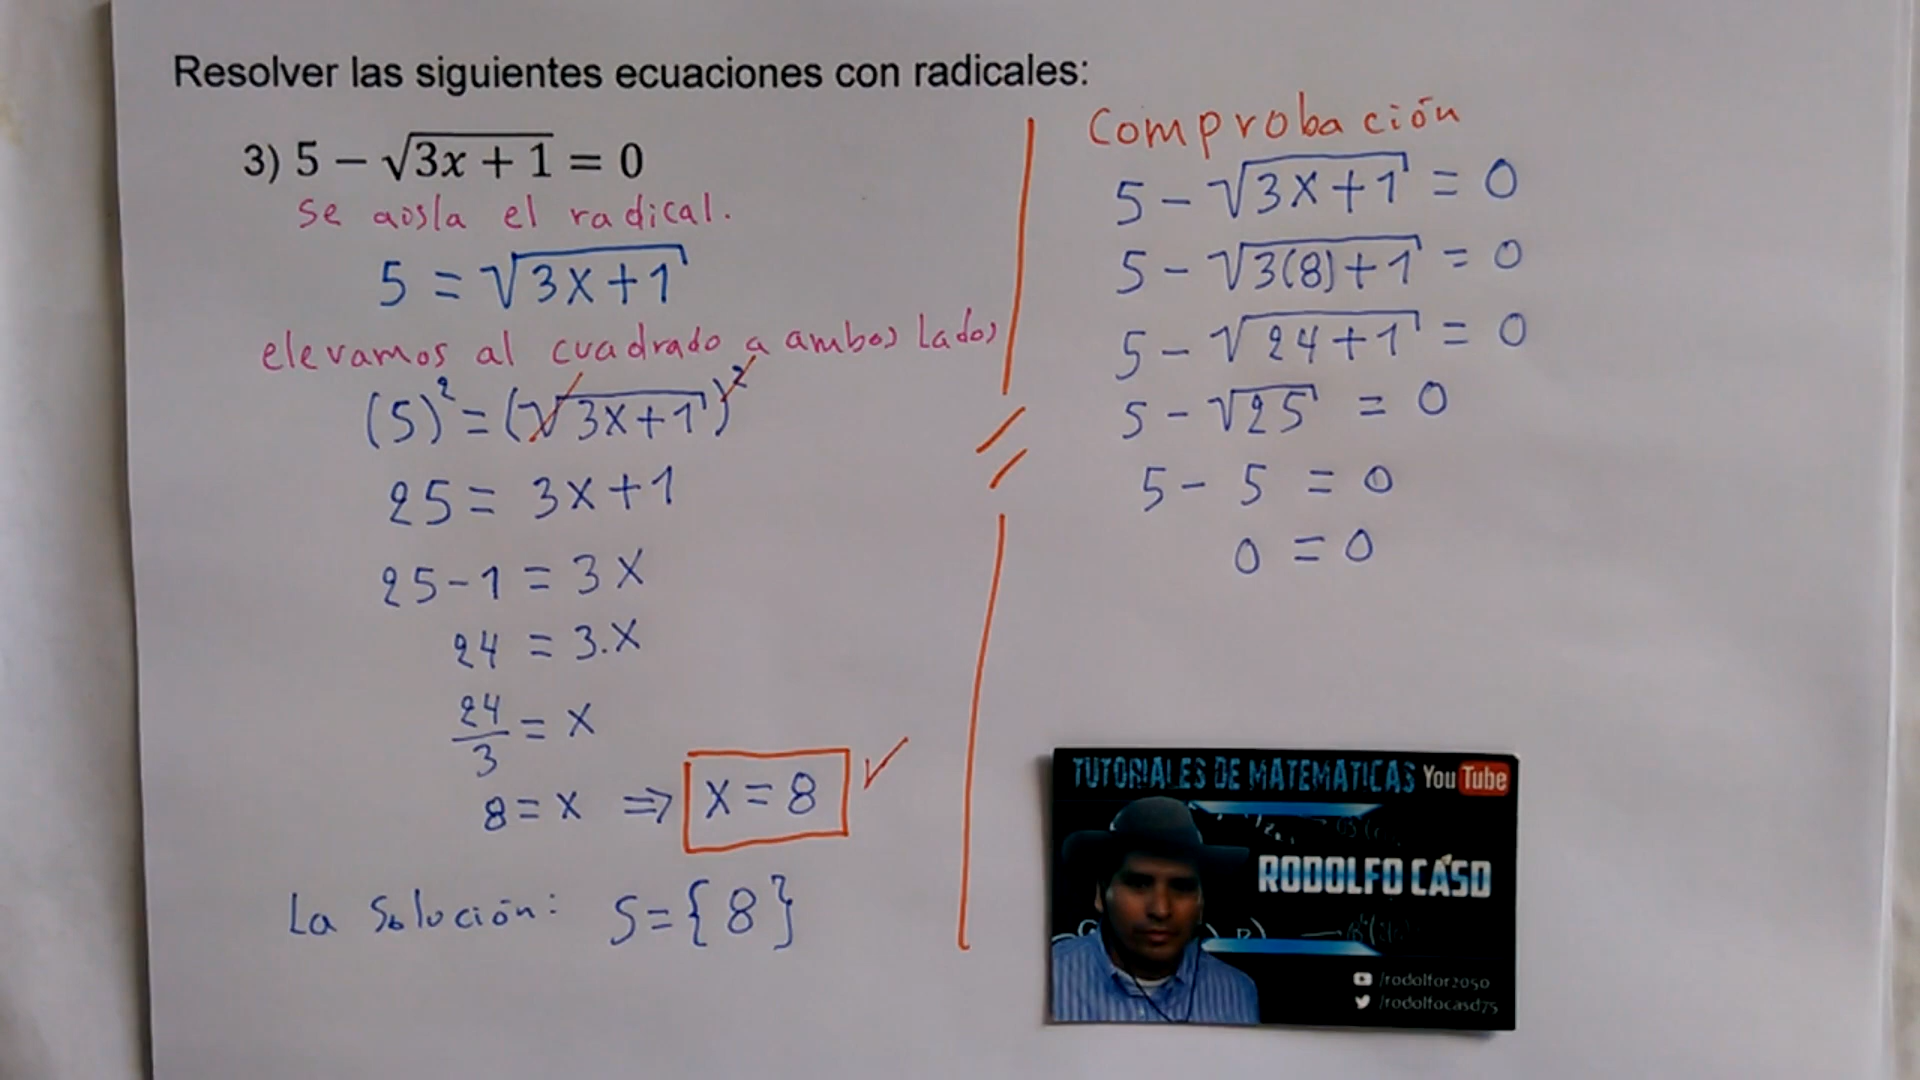 Resolver las siguientes ecuaciones con radicales:
3) 5 − √3x + 1 = 0
se aosla el radical.
5 = √3x+1
elevamos al cuadrado a ambos lados
(5)² = (√3x+1)²
25 = 3x+1
25-1 = 3x
24 = 3.x
24/3 = x
8 = x ⇒ x = 8 ✓
La Solución: S={8}
Comprobación
5 - √3x+1 = 0
5 - √3(8)+1 = 0
5 - √24+1 = 0
5 - √25 = 0
5 - 5 = 0
0 = 0
TUTORIALES DE MATEMATICAS YouTube
RODOLFO CASD
/rodolfor2050
/rodolfocasd75